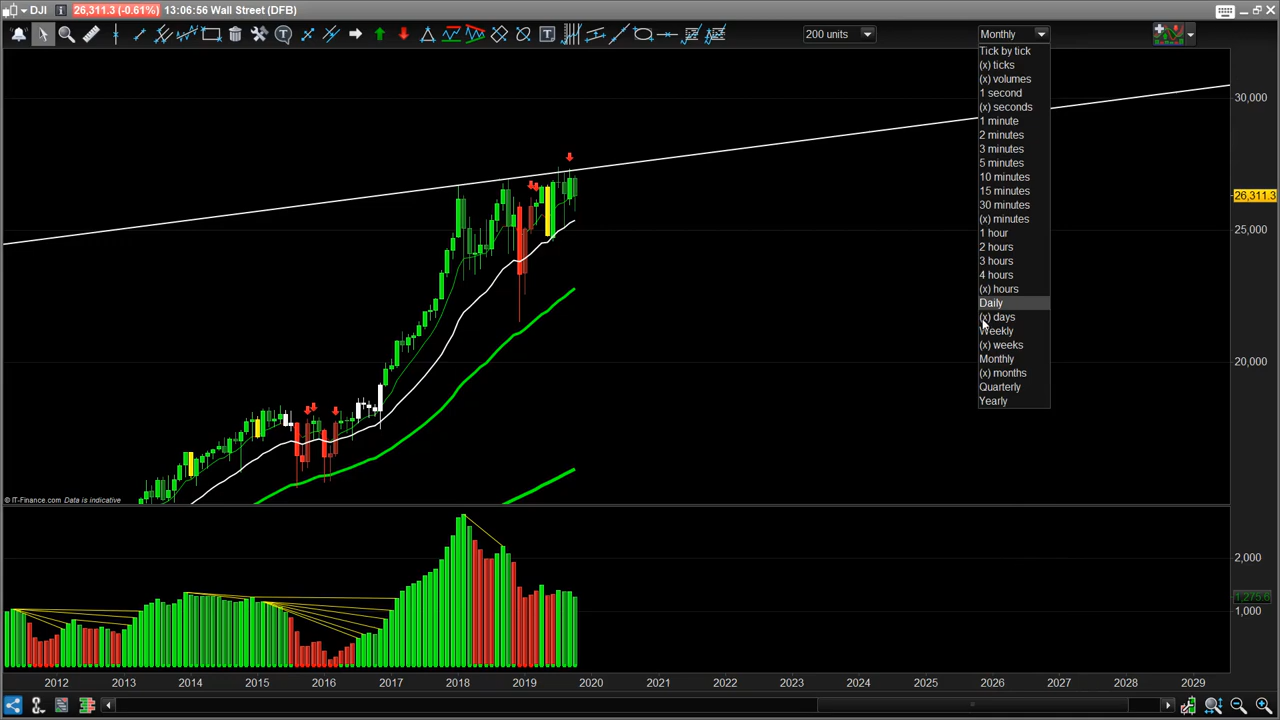 DJI 26,311.3 (-0.61%) 13:06:56 Wall Street (DFB)
200 units
Monthly
Tick by tick
(x) ticks
(x) volumes
1 second
(x) seconds
1 minute
2 minutes
3 minutes
5 minutes
10 minutes
15 minutes
30 minutes
(x) minutes
1 hour
2 hours
3 hours
4 hours
(x) hours
Daily
(x) days
Weekly
(x) weeks
Monthly
(x) months
Quarterly
Yearly
30,000
26,311.3
25,000
20,000
© IT-Finance.com Data is indicative
2,000
1,275.6
1,000
2012 2013 2014 2015 2016 2017 2018 2019 2020 2021 2022 2023 2024 2025 2026 2027 2028 2029